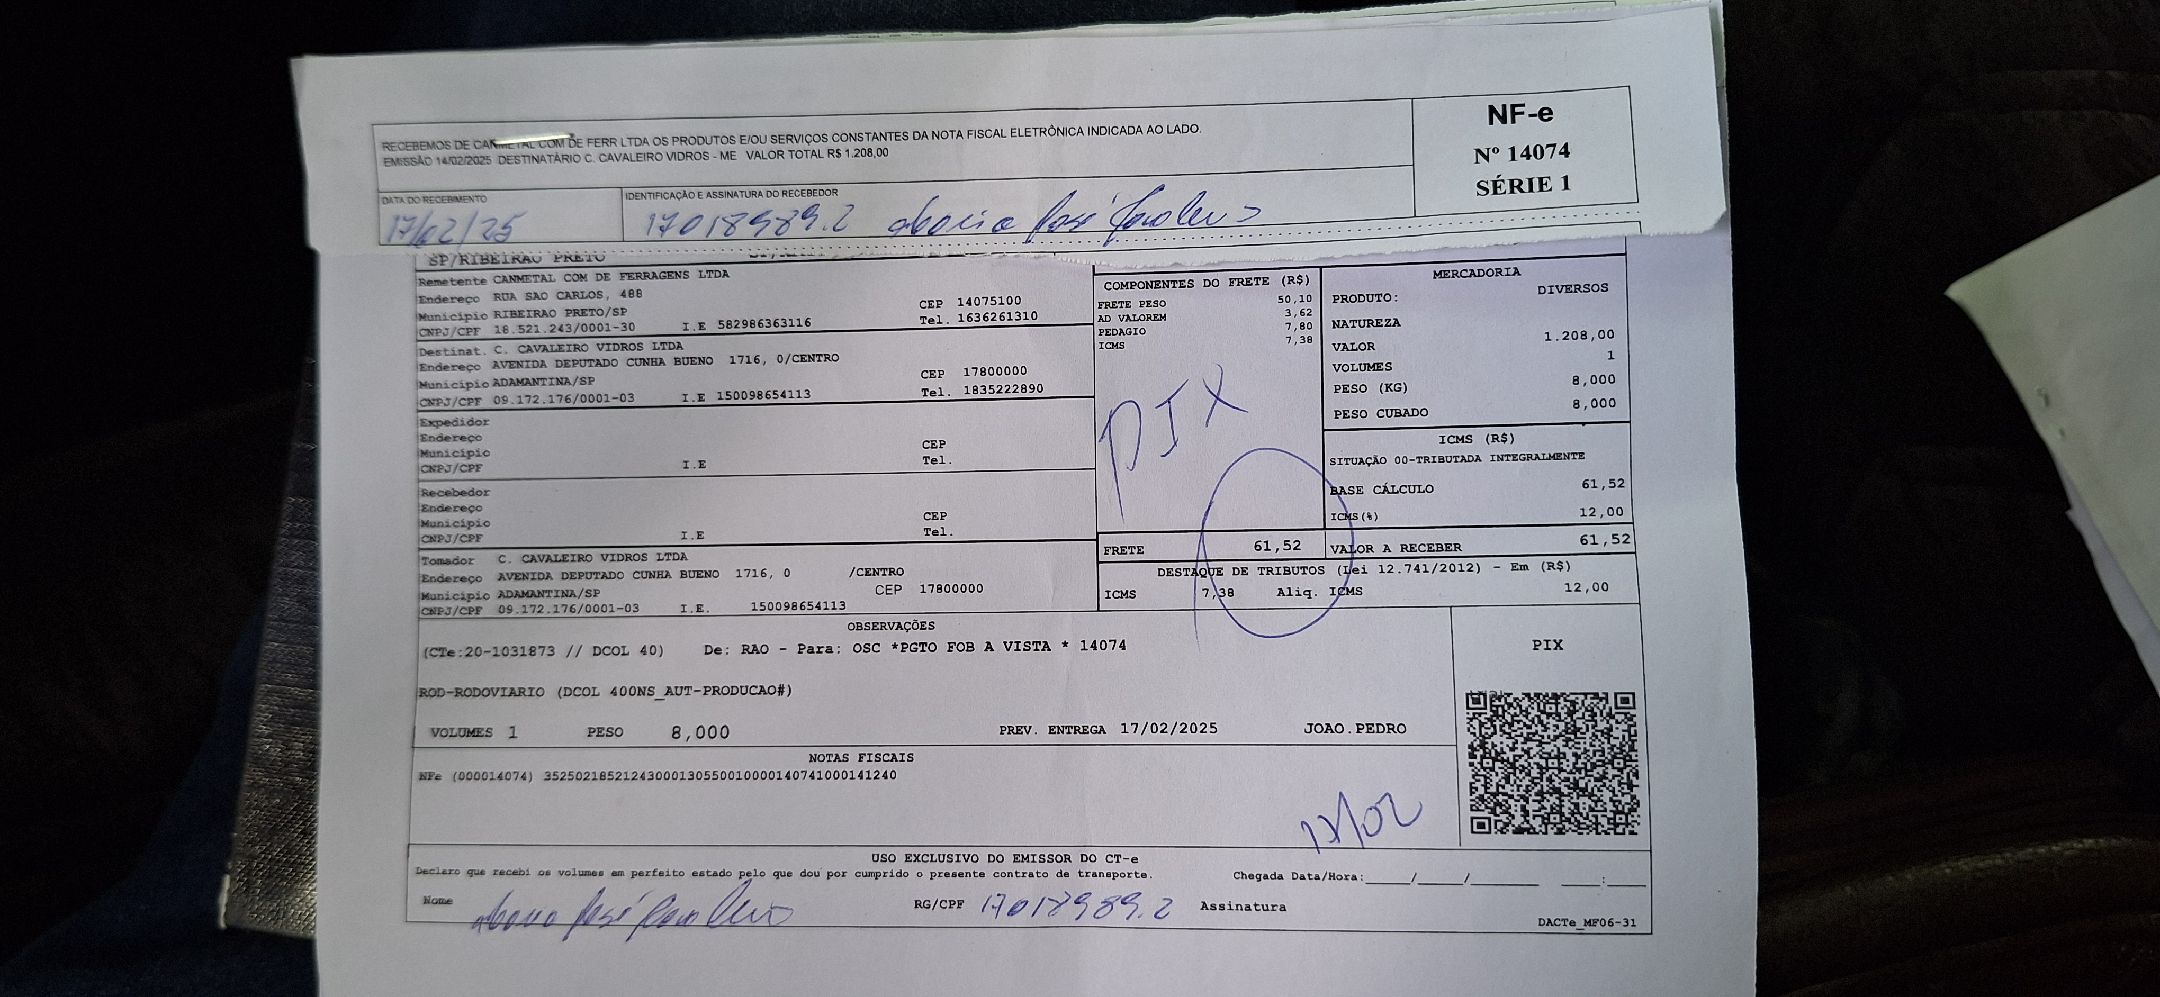 RECEBEMOS DE CANMETAL COM DE FERR LTDA OS PRODUTOS E/OU SERVIÇOS CONSTANTES DA NOTA FISCAL ELETRÔNICA INDICADA AO LADO.
EMISSÃO 14/02/2025 DESTINATÁRIO C. CAVALEIRO VIDROS - ME VALOR TOTAL R$ 1.208,00
NF-e
Nº 14074
SÉRIE 1
DATA DO RECEBIMENTO
17/02/25
IDENTIFICAÇÃO E ASSINATURA DO RECEBEDOR
17018989.2
SP/RIBEIRAO PRETO
Remetente CANMETAL COM DE FERRAGENS LTDA
Endereço RUA SAO CARLOS, 488
Município RIBEIRAO PRETO/SP CEP 14075100
CNPJ/CPF 18.521.243/0001-30 I.E 582986363116 Tel. 1636261310
Destinat. C. CAVALEIRO VIDROS LTDA
Endereço AVENIDA DEPUTADO CUNHA BUENO 1716, 0/CENTRO
Município ADAMANTINA/SP CEP 17800000
CNPJ/CPF 09.172.176/0001-03 I.E 150098654113 Tel. 1835222890
Expedidor
Endereço
Município CEP
CNPJ/CPF I.E Tel.
Recebedor
Endereço
Município CEP
CNPJ/CPF I.E Tel.
Tomador C. CAVALEIRO VIDROS LTDA
Endereço AVENIDA DEPUTADO CUNHA BUENO 1716, 0 /CENTRO
Município ADAMANTINA/SP CEP 17800000
CNPJ/CPF 09.172.176/0001-03 I.E. 150098654113
COMPONENTES DO FRETE (R$)
FRETE PESO 50,10
AD VALOREM 3,62
PEDAGIO 7,80
ICMS 7,38
PIX
FRETE 61,52
MERCADORIA
PRODUTO: DIVERSOS
NATUREZA
VALOR 1.208,00
VOLUMES 1
PESO (KG) 8,000
PESO CUBADO 8,000
ICMS (R$)
SITUAÇÃO 00-TRIBUTADA INTEGRALMENTE
BASE CÁLCULO 61,52
ICMS(%) 12,00
VALOR A RECEBER 61,52
DESTAQUE DE TRIBUTOS (Lei 12.741/2012) - Em (R$)
ICMS 7,38 Aliq. ICMS 12,00
OBSERVAÇÕES
(CTe:20-1031873 // DCOL 40) De: RAO - Para: OSC *PGTO FOB A VISTA * 14074
ROD-RODOVIARIO (DCOL 400NS_AUT-PRODUCAO#)
VOLUMES 1 PESO 8,000 PREV. ENTREGA 17/02/2025 JOAO.PEDRO
PIX
NOTAS FISCAIS
NFe (000014074) 35250218521243000130550010000140741000141240
17/02
USO EXCLUSIVO DO EMISSOR DO CT-e
Declaro que recebi os volumes em perfeito estado pelo que dou por cumprido o presente contrato de transporte. Chegada Data/Hora:____/____/______ ____:____
Nome RG/CPF 17018989.2 Assinatura
DACTe_MF06-31